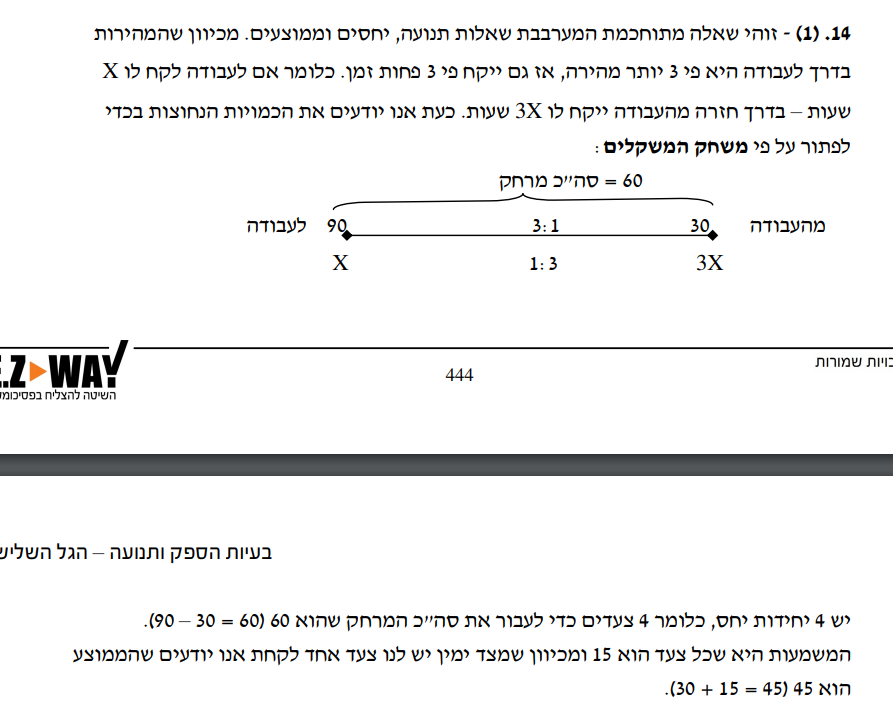 14. (1) - זוהי שאלה מתוחכמת המערבבת שאלות תנועה, יחסים וממוצעים. מכיוון שהמהירות
בדרך לעבודה היא פי 3 יותר מהירה, אז גם ייקח פי 3 פחות זמן. כלומר אם לעבודה לקח לו X
שעות – בדרך חזרה מהעבודה ייקח לו 3X שעות. כעת אנו יודעים את הכמויות הנחוצות בכדי
לפתור על פי משחק המשקלים :
60 = סה״כ מרחק
מהעבודה 30 3:1 90 לעבודה
3X 1:3 X
כויות שמורות
444
E.Z WAY
השיטה להצליח בפסיכומט
בעיות הספק ותנועה – הגל השליש
יש 4 יחידות יחס, כלומר 4 צעדים כדי לעבור את סה״כ המרחק שהוא 60 (60 = 30 – 90).
המשמעות היא שכל צעד הוא 15 ומכיוון שמצד ימין יש לנו צעד אחד לקחת אנו יודעים שהממוצע
הוא 45 (45 = 15 + 30).